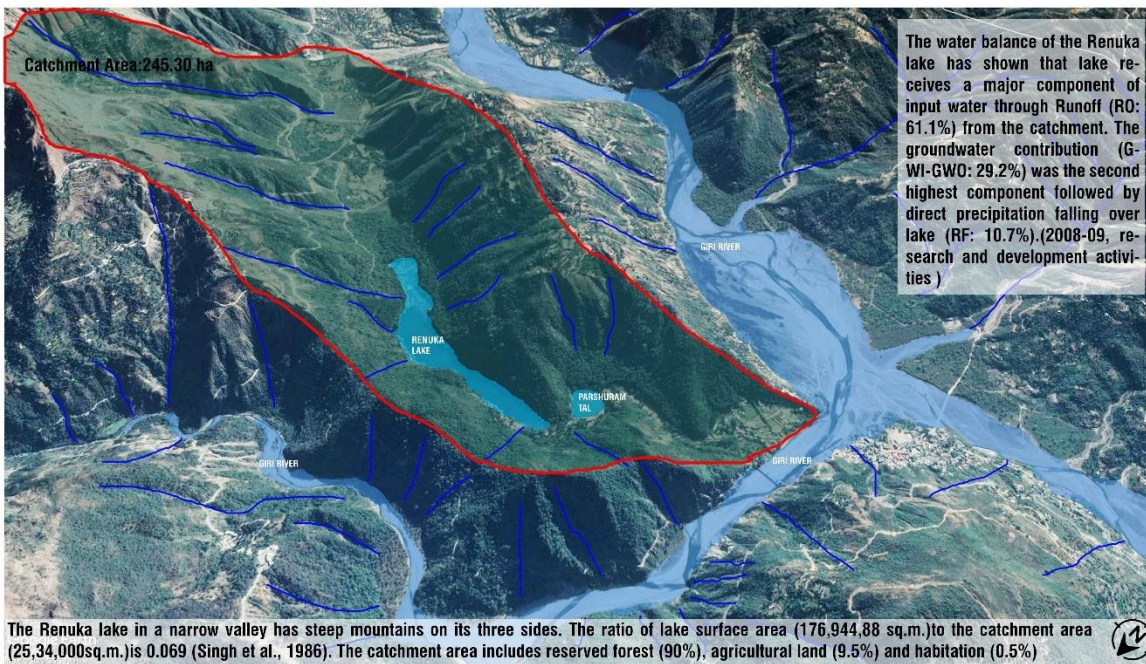 Catchment Area:245.30 ha
The water balance of the Renuka
lake has shown that lake re-
ceives a major component of
input water through Runoff (RO:
61.1%) from the catchment. The
groundwater contribution (G-
WI-GWO: 29.2%) was the second
highest component followed by
direct precipitation falling over
lake (RF: 10.7%).(2008-09, re-
search and development activi-
ties )
GIRI RIVER
RENUKA
LAKE
PARSHURAM
TAL
GIRI RIVER
GIRI RIVER
The Renuka lake in a narrow valley has steep mountains on its three sides. The ratio of lake surface area (176,944,88 sq.m.)to the catchment area
(25,34,000sq.m.)is 0.069 (Singh et al., 1986). The catchment area includes reserved forest (90%), agricultural land (9.5%) and habitation (0.5%)